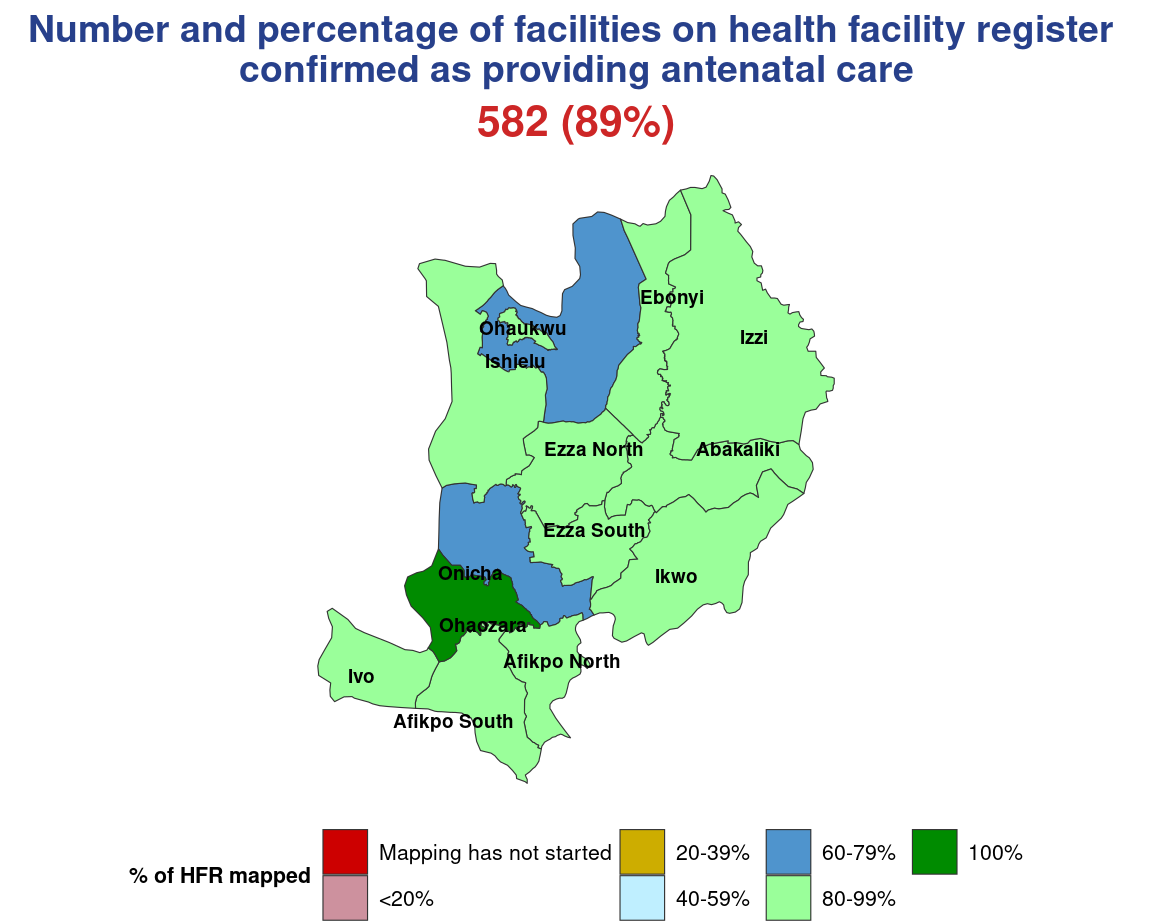 Number and percentage of facilities on health facility register
confirmed as providing antenatal care
582 (89%)
Ebonyi
Ohaukwu
Izzi
Ishielu
Ezza North
Abakaliki
Ezza South
Onicha
Ikwo
Ohaozara
Afikpo North
Ivo
Afikpo South
% of HFR mapped
Mapping has not started
<20%
20-39%
40-59%
60-79%
80-99%
100%